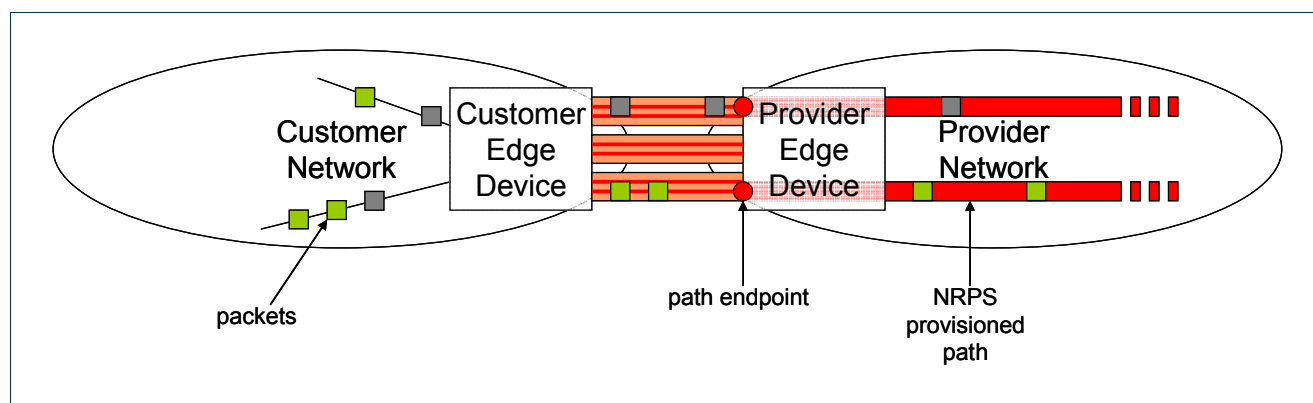 Customer
Network
Customer
Edge
Device
Provider
Edge
Device
Provider
Network
packets
path endpoint
NRPS
provisioned
path